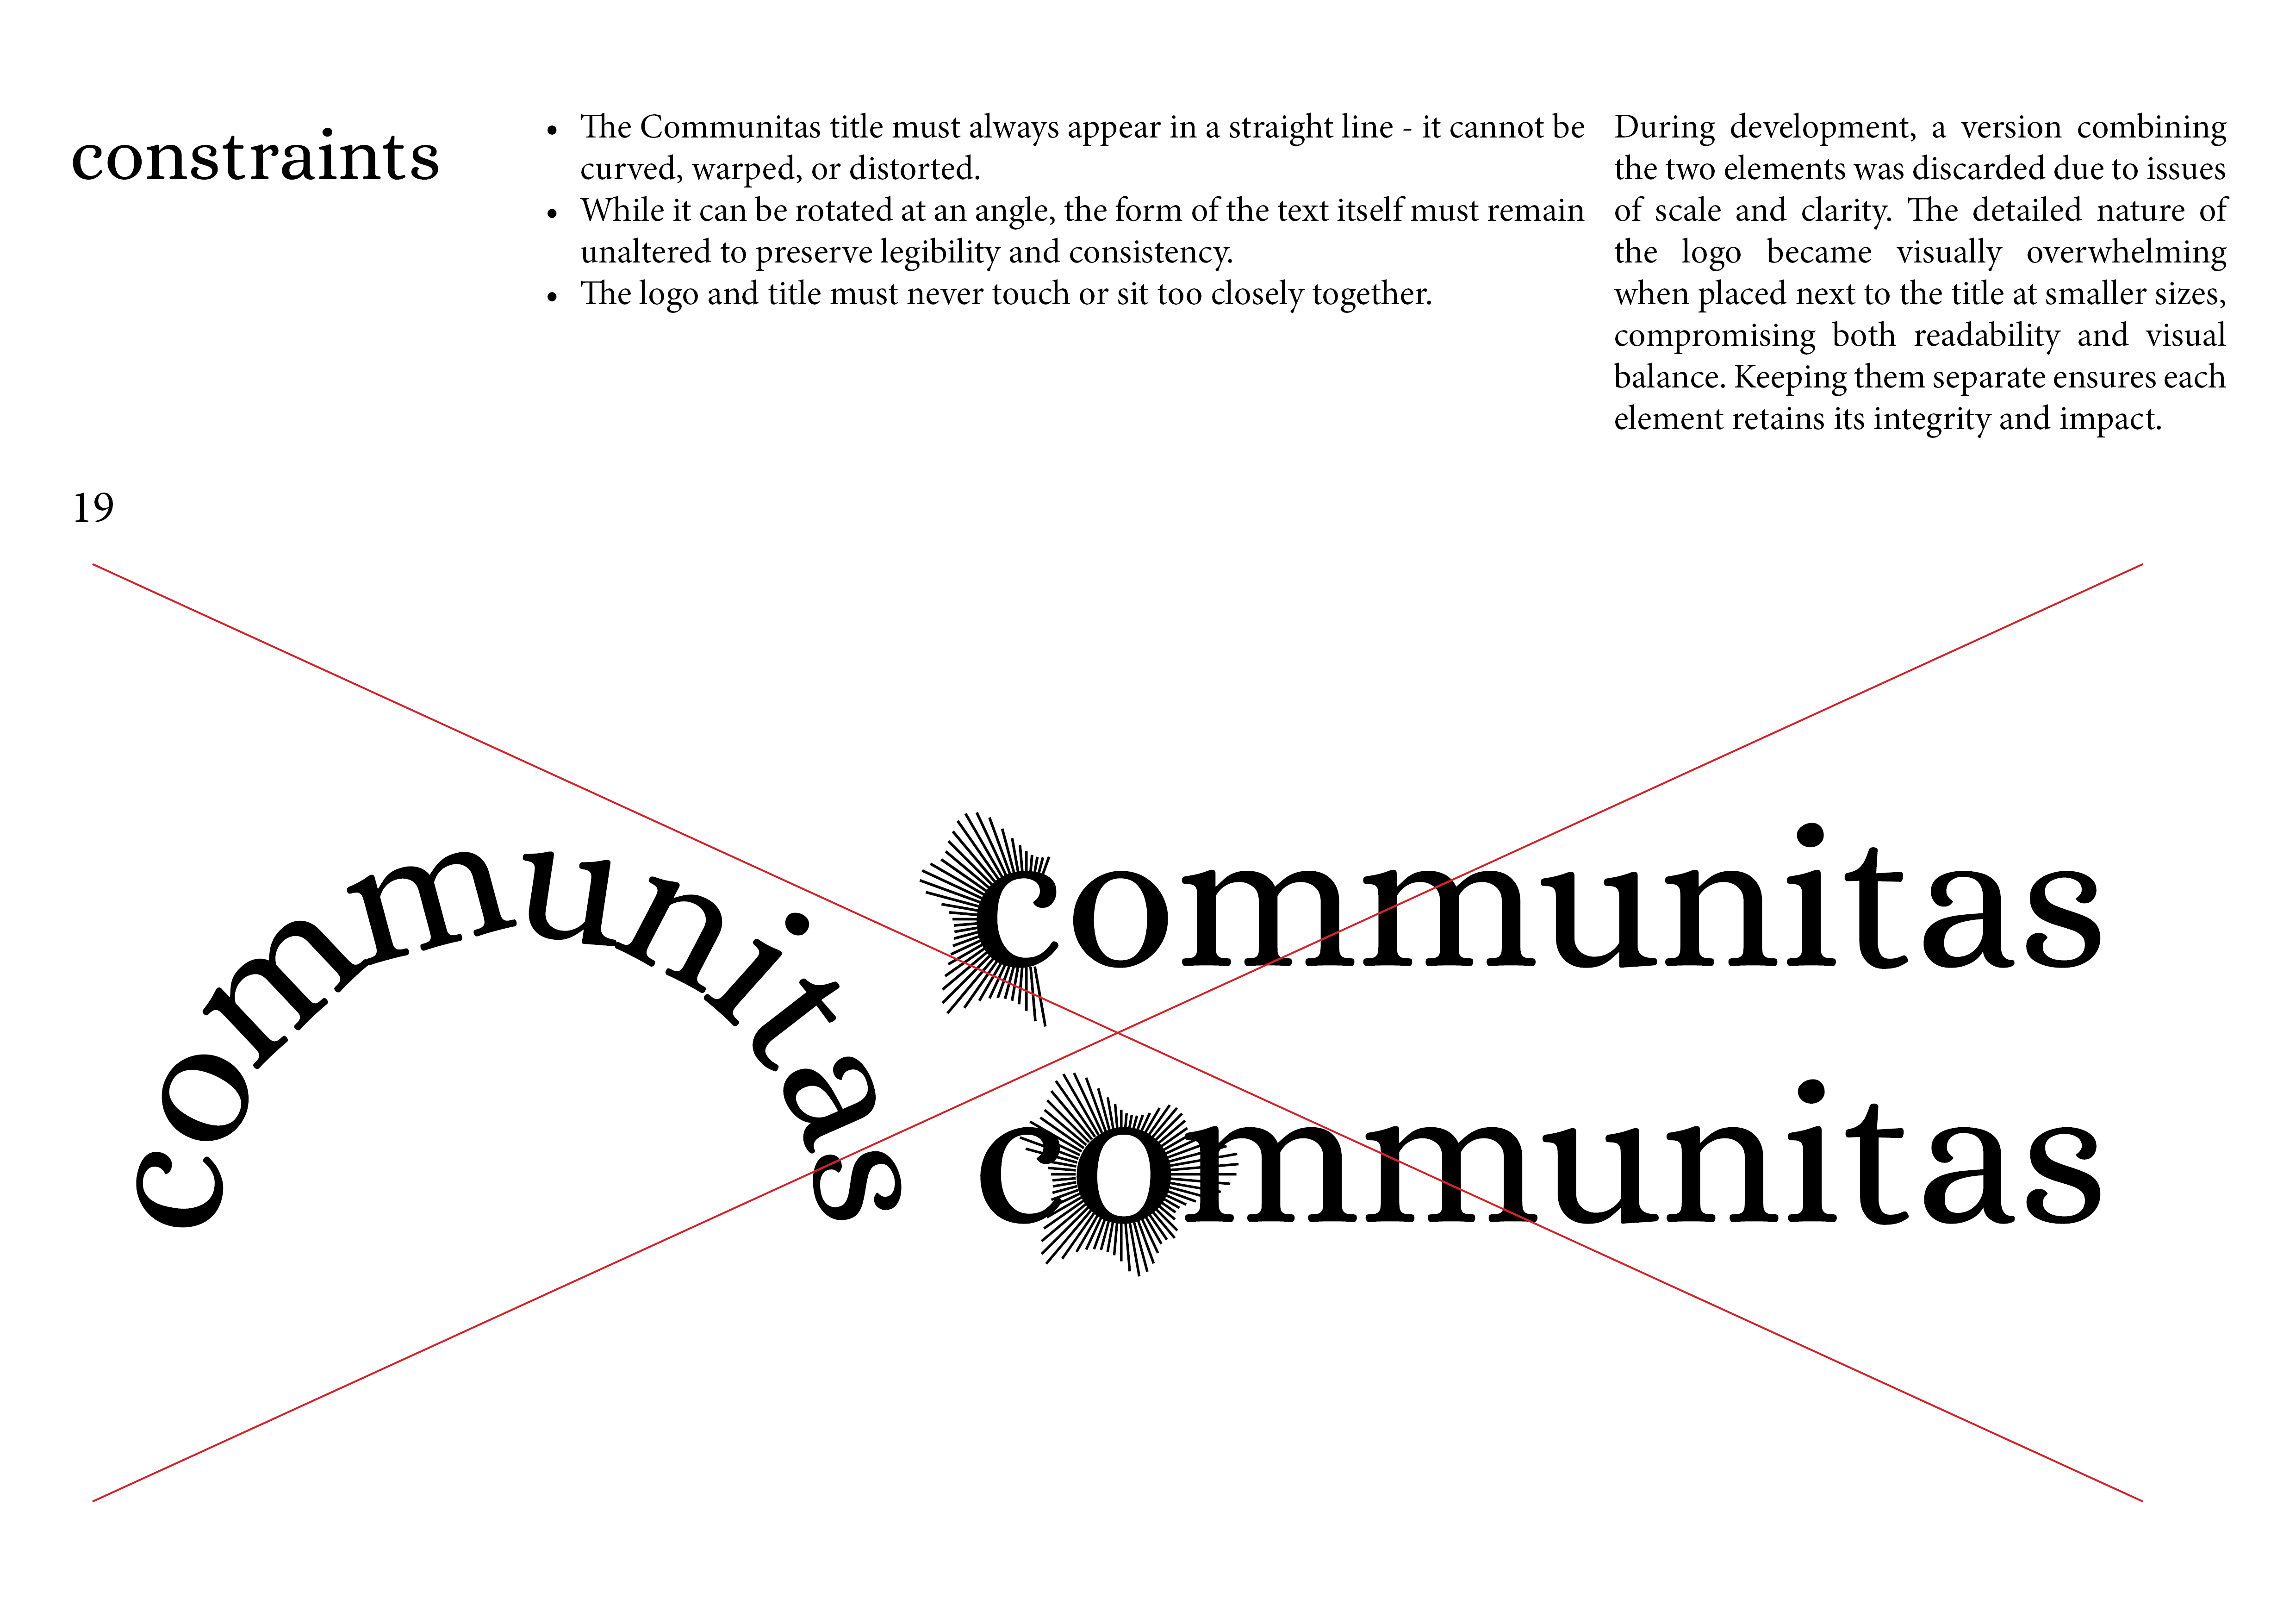 constraints
• The Communitas title must always appear in a straight line - it cannot be
curved, warped, or distorted.
• While it can be rotated at an angle, the form of the text itself must remain
unaltered to preserve legibility and consistency.
• The logo and title must never touch or sit too closely together.
During development, a version combining
the two elements was discarded due to issues
of scale and clarity. The detailed nature of
the logo became visually overwhelming
when placed next to the title at smaller sizes,
compromising both readability and visual
balance. Keeping them separate ensures each
element retains its integrity and impact.
19
communitas
communitas
communitas